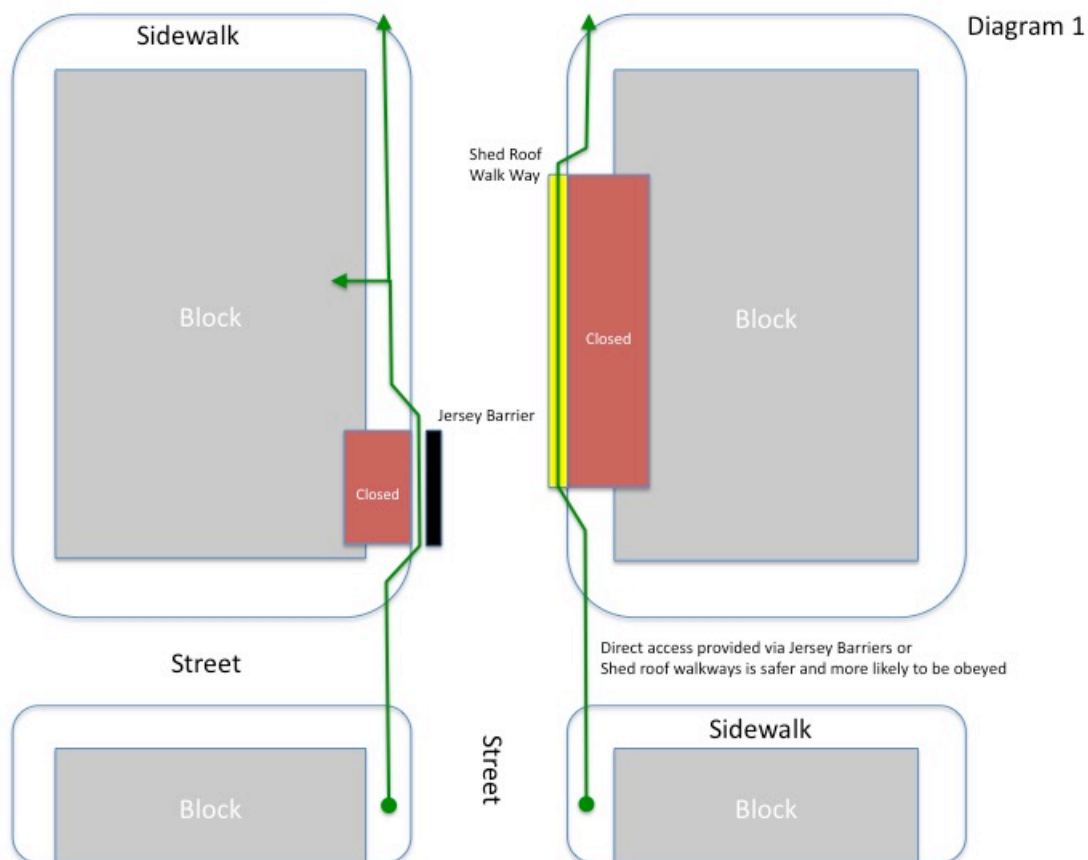 Diagram 1
Sidewalk
Shed Roof
Walk Way
Block
Block
Closed
Jersey Barrier
Closed
Direct access provided via Jersey Barriers or
Shed roof walkways is safer and more likely to be obeyed
Street
Sidewalk
Street
Block
Block